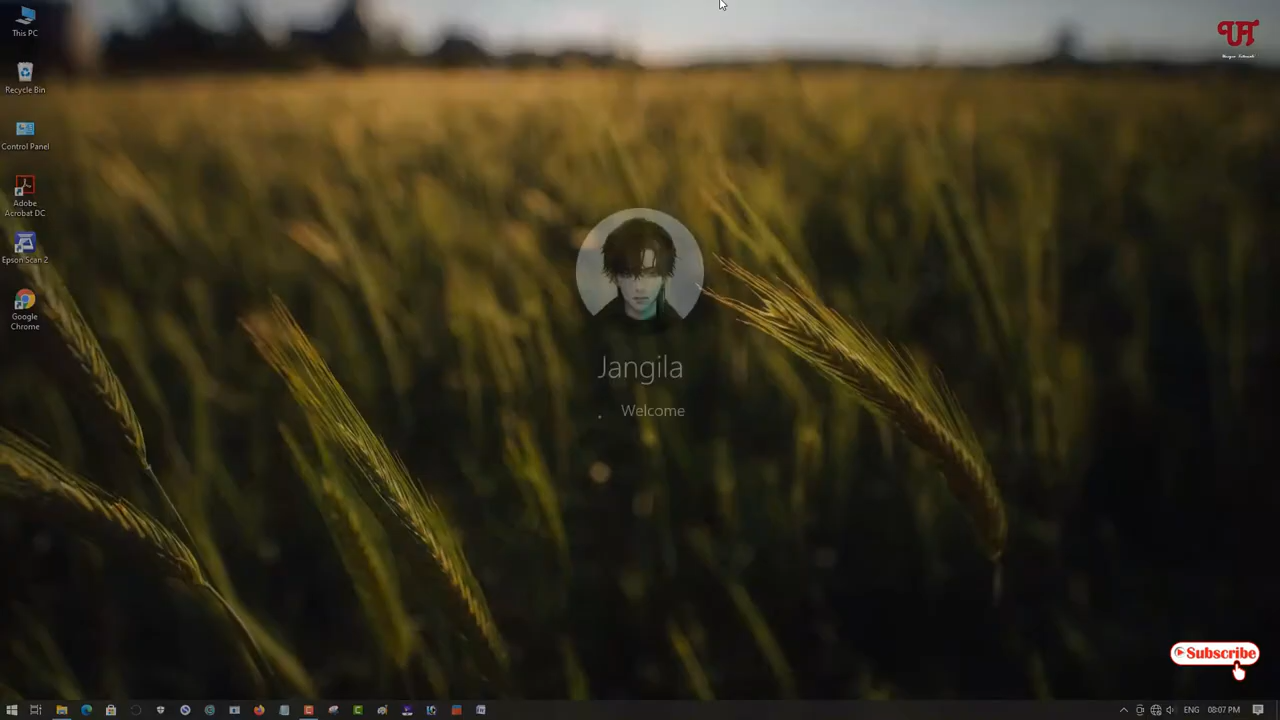 This PC
Recycle Bin
Control Panel
Adobe
Acrobat DC
Epson Scan 2
Google
Chrome
UT
Jangila
Welcome
Subscribe
ENG
08:07 PM